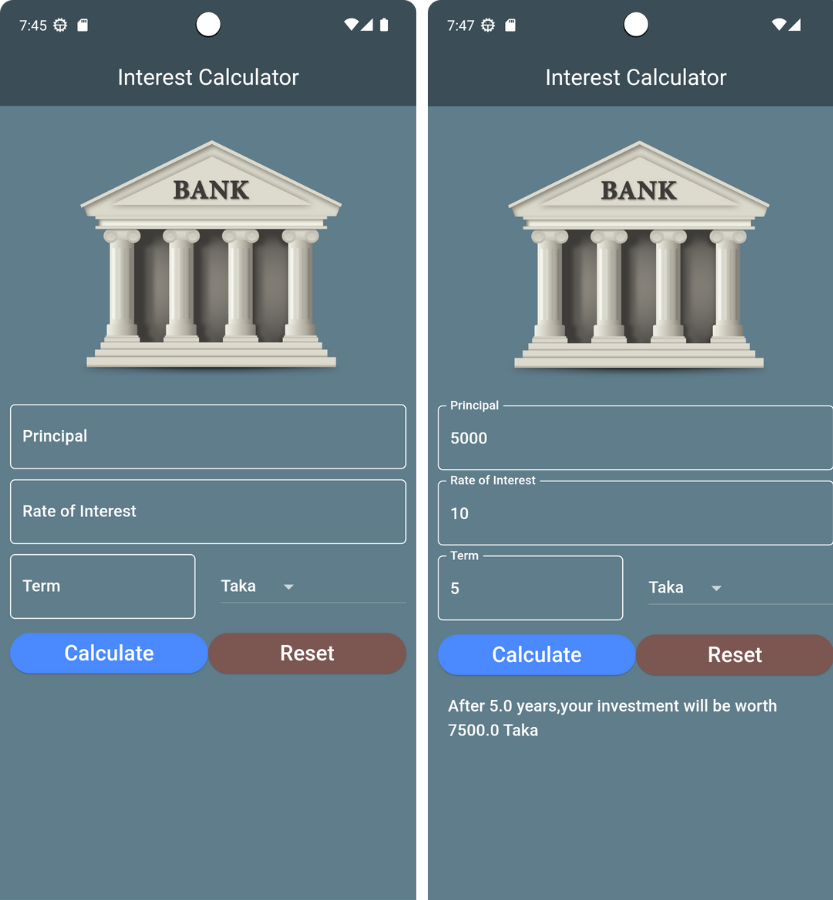 7:45
Interest Calculator
BANK
Principal
Rate of Interest
Term
Taka
Calculate
Reset
7:47
Interest Calculator
BANK
Principal
5000
Rate of Interest
10
Term
5
Taka
Calculate
Reset
After 5.0 years,your investment will be worth
7500.0 Taka